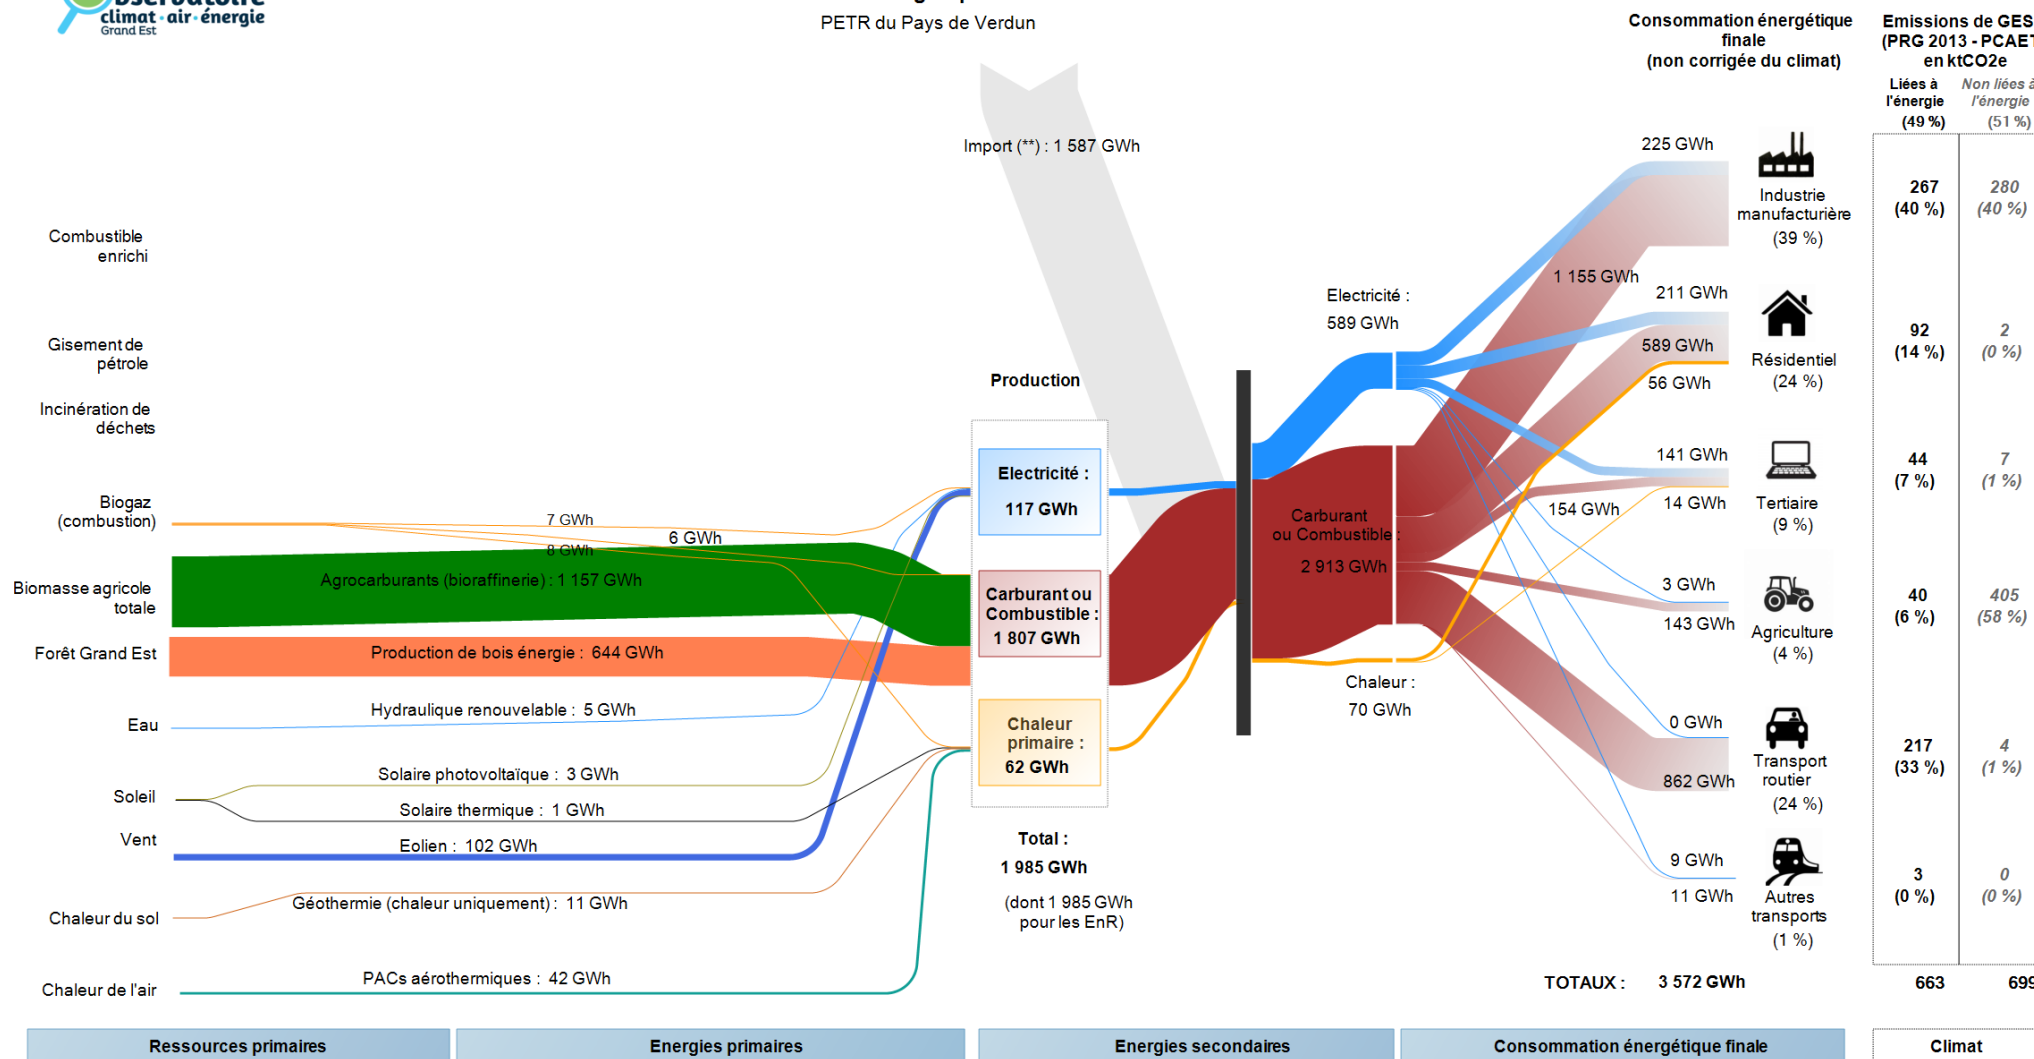 climat · air · énergie
Grand Est
PETR du Pays de Verdun
Consommation énergétique
finale
(non corrigée du climat)
Emissions de GES
(PRG 2013 - PCAET
en ktCO2e
Liées à
l'énergie
(49 %)
Non liées à
l'énergie
(51 %)
Import (**) : 1 587 GWh
225 GWh
Industrie
manufacturière
(39 %)
267
(40 %)
280
(40 %)
Combustible
enrichi
1 155 GWh
Electricité :
589 GWh
211 GWh
589 GWh
56 GWh
Résidentiel
(24 %)
92
(14 %)
2
(0 %)
Gisement de
pétrole
Production
Incinération de
déchets
141 GWh
154 GWh
14 GWh
Tertiaire
(9 %)
44
(7 %)
7
(1 %)
Electricité :
117 GWh
Biogaz
(combustion)
7 GWh
6 GWh
8 GWh
Carburant
ou Combustible :
2 913 GWh
Biomasse agricole
totale
Agrocarburants (bioraffinerie) : 1 157 GWh
Carburant ou
Combustible :
1 807 GWh
3 GWh
143 GWh
Agriculture
(4 %)
40
(6 %)
405
(58 %)
Forêt Grand Est
Production de bois énergie : 644 GWh
Chaleur :
70 GWh
Eau
Hydraulique renouvelable : 5 GWh
Chaleur
primaire :
62 GWh
0 GWh
862 GWh
Transport
routier
(24 %)
217
(33 %)
4
(1 %)
Soleil
Solaire photovoltaïque : 3 GWh
Solaire thermique : 1 GWh
Vent
Eolien : 102 GWh
Total :
1 985 GWh
(dont 1 985 GWh
pour les EnR)
9 GWh
11 GWh
Autres
transports
(1 %)
3
(0 %)
0
(0 %)
Chaleur du sol
Géothermie (chaleur uniquement) : 11 GWh
Chaleur de l'air
PACs aérothermiques : 42 GWh
TOTAUX : 3 572 GWh
663
699
Ressources primaires
Energies primaires
Energies secondaires
Consommation énergétique finale
Climat